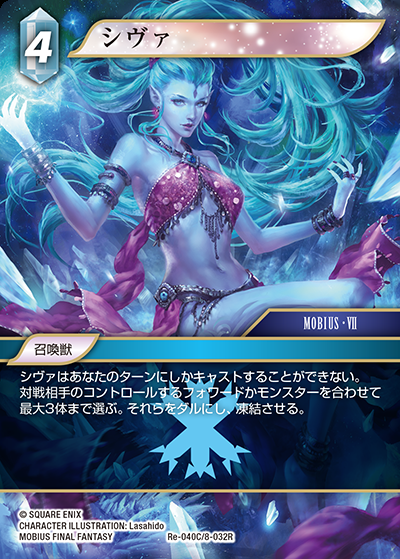 4
シヴァ
MOBIUS・VII
召喚獣
シヴァはあなたのターンにしかキャストすることができない。
対戦相手のコントロールするフォワードかモンスターを合わせて
最大3体まで選ぶ。それらをダルにし、凍結させる。
© SQUARE ENIX
CHARACTER ILLUSTRATION: Lasahido
MOBIUS FINAL FANTASY
Re-040C/8-032R